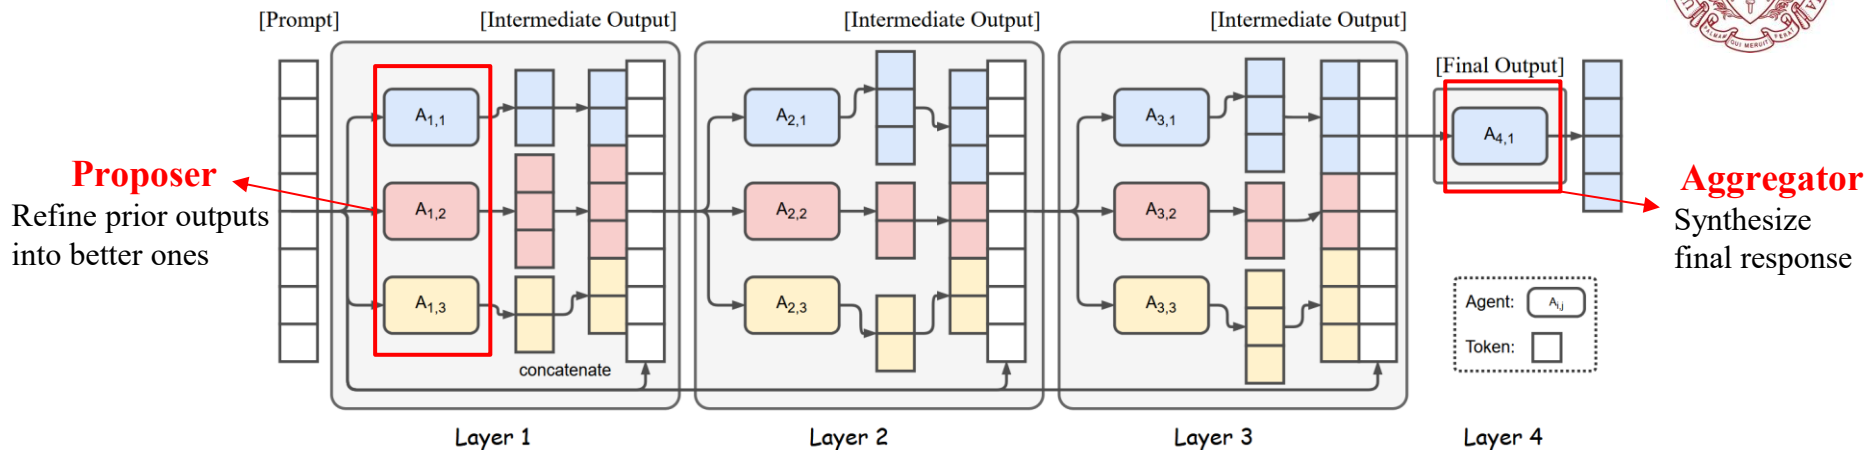 [Prompt]
[Intermediate Output]
[Intermediate Output]
[Intermediate Output]
[Final Output]
A1,1
A1,2
A1,3
concatenate
A2,1
A2,2
A2,3
A3,1
A3,2
A3,3
A4,1
Proposer
Refine prior outputs
into better ones
Aggregator
Synthesize
final response
Agent:
Ai,j
Token:
Layer 1
Layer 2
Layer 3
Layer 4
QUI MERUIT